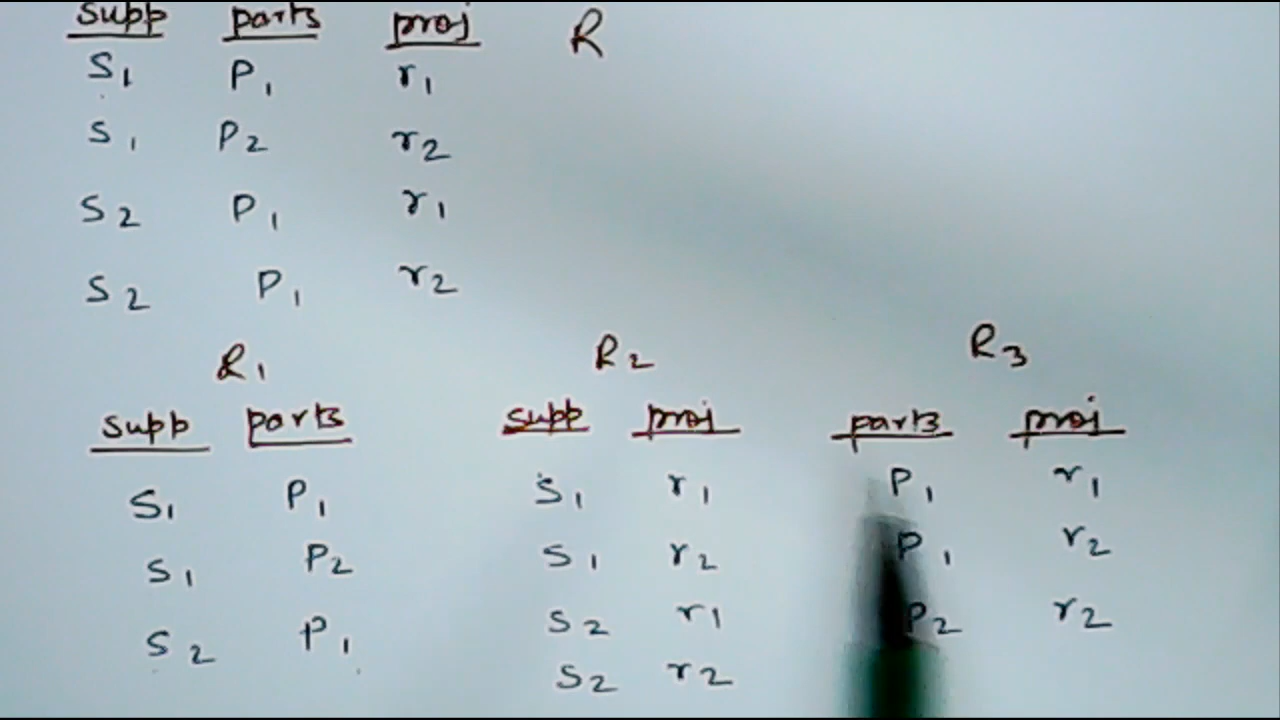 supp parts proj R
S1 P1 r1
S1 P2 r2
S2 P1 r1
S2 P1 r2
R1 R2 R3
supp parts supp proj parts proj
S1 P1 S1 r1 P1 r1
S1 P2 S1 r2 P1 r2
S2 P1 S2 r1 P2 r2
S2 r2